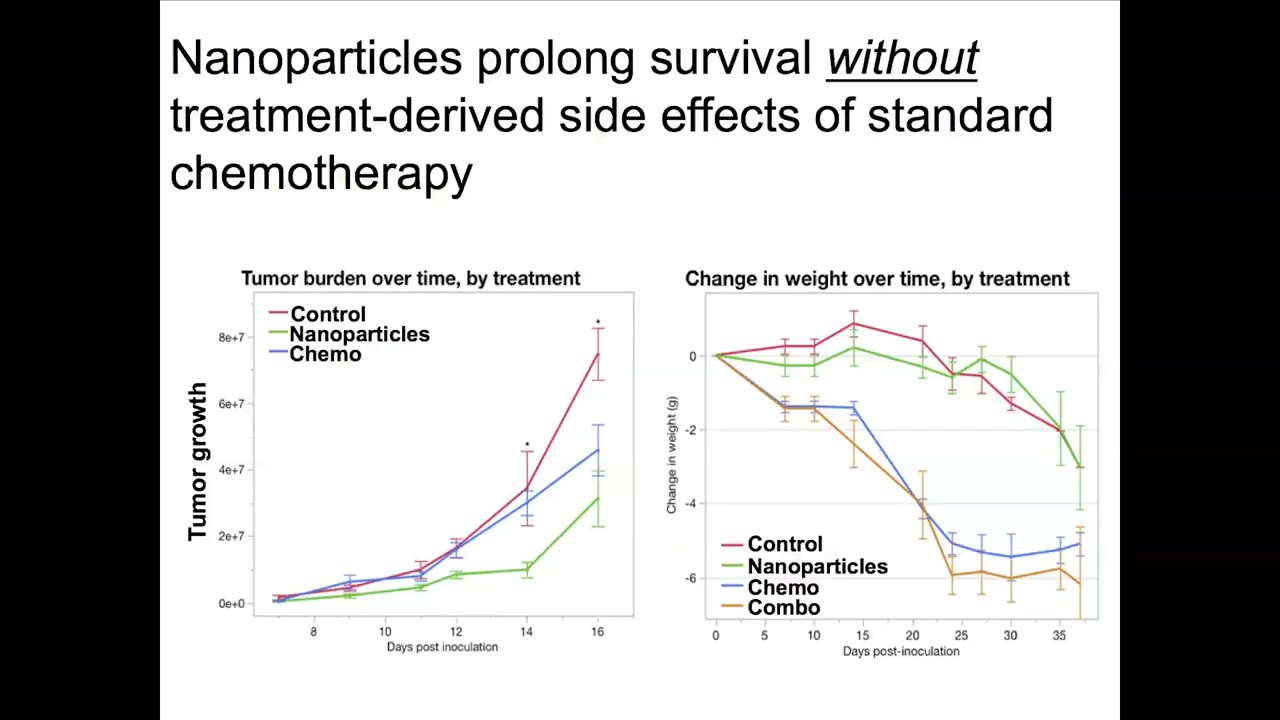 Nanoparticles prolong survival without
treatment-derived side effects of standard
chemotherapy
Tumor burden over time, by treatment
Control
Nanoparticles
Chemo
Tumor growth
8e+7
6e+7
4e+7
2e+7
0e+0
*
*
8
10
12
14
16
Days post inoculation
Change in weight over time, by treatment
Change in weight (g)
0
-2
-4
-6
Control
Nanoparticles
Chemo
Combo
0
5
10
15
20
25
30
35
Days post-inoculation